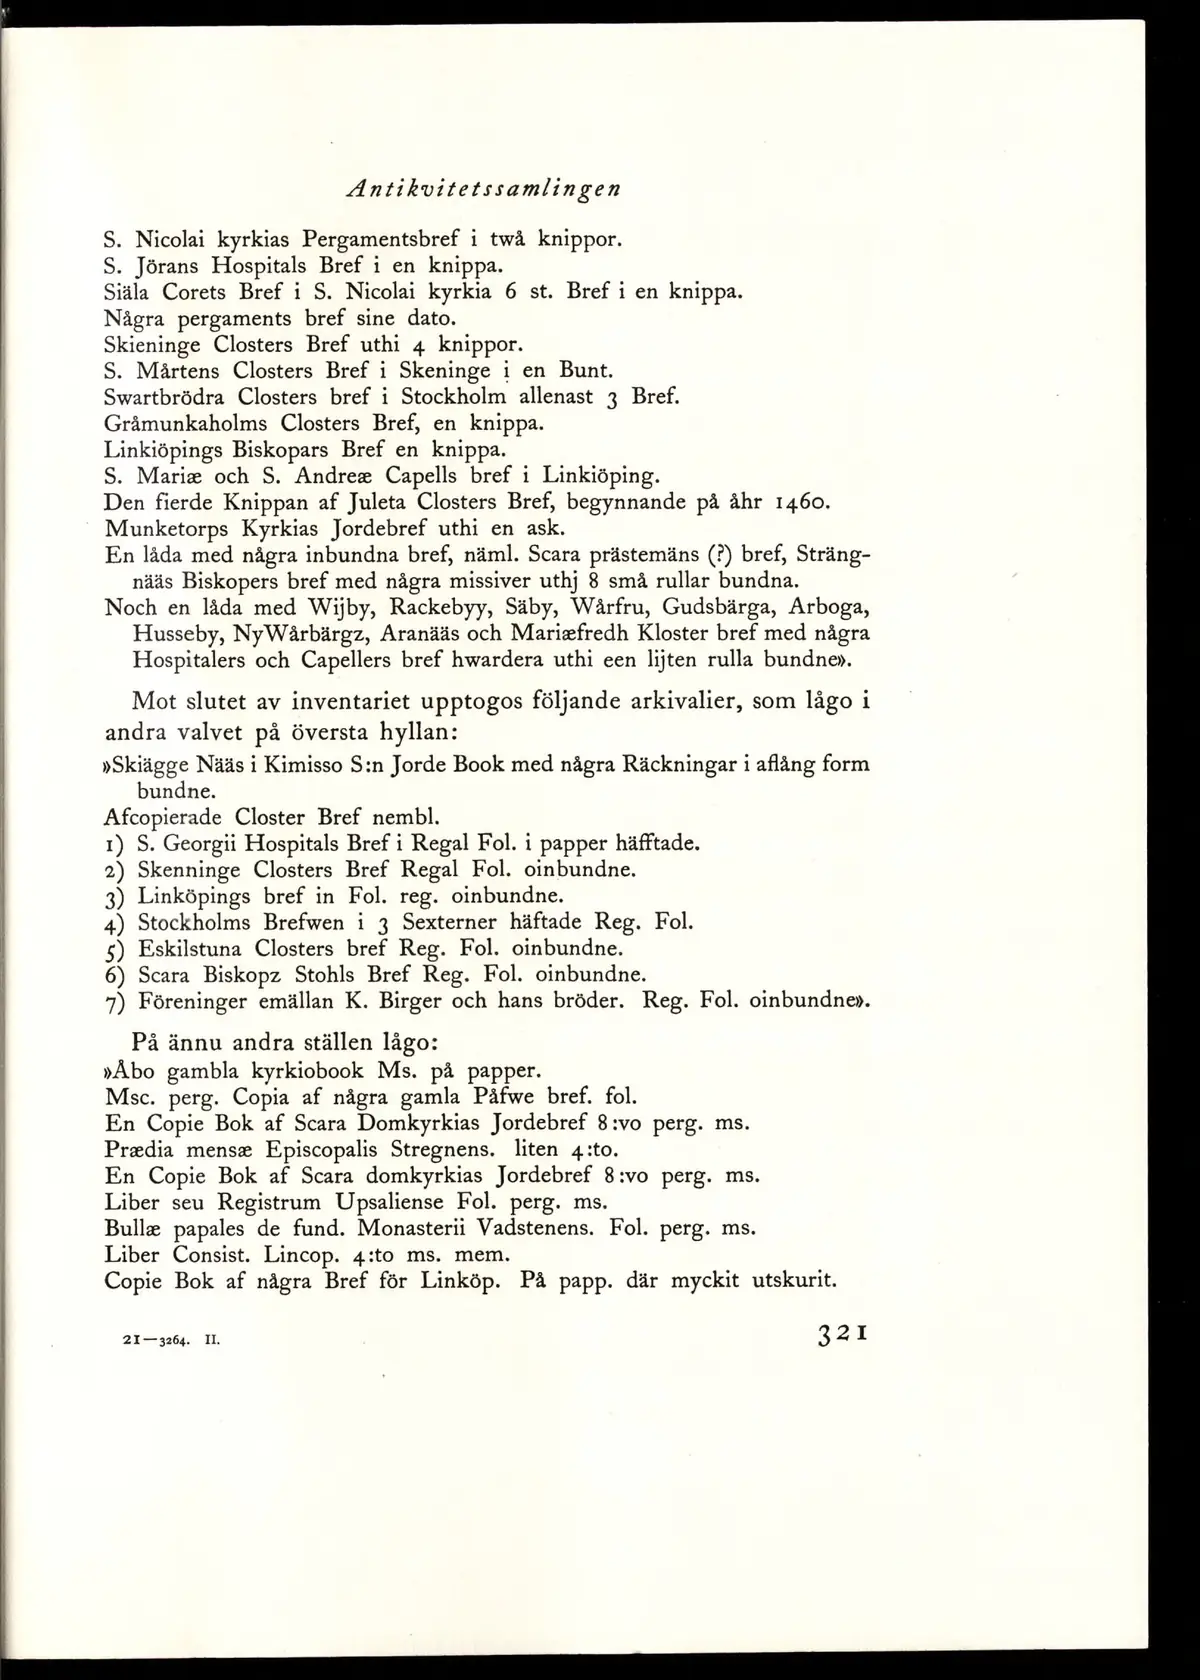 Antikvitetssamlingen
S. Nicolai kyrkias Pergamentsbref i twå knippor.
S. Jörans Hospitals Bref i en knippa.
Siäla Corets Bref i S. Nicolai kyrkia 6 st. Bref i en knippa.
Några pergaments bref sine dato.
Skieninge Closters Bref uthi 4 knippor.
S. Mårtens Closters Bref i Skeninge i en Bunt.
Swartbrödra Closters bref i Stockholm allenast 3 Bref.
Gråmunkaholms Closters Bref, en knippa.
Linkiöpings Biskopars Bref en knippa.
S. Mariæ och S. Andreæ Capells bref i Linkiöping.
Den fierde Knippan af Juleta Closters Bref, begynnande på åhr 1460.
Munketorps Kyrkias Jordebref uthi en ask.
En låda med några inbundna bref, näml. Scara prästemäns (?) bref, Sträng-
nääs Biskopers bref med några missiver uthj 8 små rullar bundna.
Noch en låda med Wijby, Rackebyy, Säby, Wårfru, Gudsbärga, Arboga,
Husseby, NyWårbärgz, Aranääs och Mariæfredh Kloster bref med några
Hospitalers och Capellers bref hwardera uthi een lijten rulla bundne».
Mot slutet av inventariet upptogos följande arkivalier, som lågo i
andra valvet på översta hyllan:
»Skiägge Nääs i Kimisso S:n Jorde Book med några Räckningar i aflång form
bundne.
Afcopierade Closter Bref nembl.
1) S. Georgii Hospitals Bref i Regal Fol. i papper häfftade.
2) Skenninge Closters Bref Regal Fol. oinbundne.
3) Linköpings bref in Fol. reg. oinbundne.
4) Stockholms Brefwen i 3 Sexterner häftade Reg. Fol.
5) Eskilstuna Closters bref Reg. Fol. oinbundne.
6) Scara Biskopz Stohls Bref Reg. Fol. oinbundne.
7) Föreninger emällan K. Birger och hans bröder. Reg. Fol. oinbundne».
På ännu andra ställen lågo:
»Åbo gambla kyrkiobook Ms. på papper.
Msc. perg. Copia af några gamla Påfwe bref. fol.
En Copie Bok af Scara Domkyrkias Jordebref 8:vo perg. ms.
Prædia mensæ Episcopalis Stregnens. liten 4:to.
En Copie Bok af Scara domkyrkias Jordebref 8:vo perg. ms.
Liber seu Registrum Upsaliense Fol. perg. ms.
Bullæ papales de fund. Monasterii Vadstenens. Fol. perg. ms.
Liber Consist. Lincop. 4:to ms. mem.
Copie Bok af några Bref för Linköp. På papp. där myckit utskurit.
21—3264. II.
321